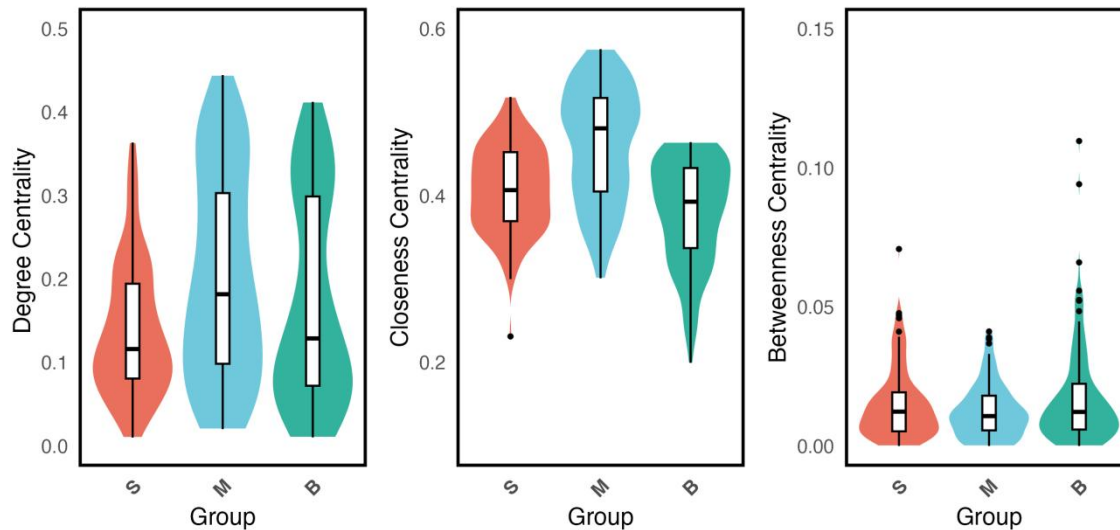 Degree Centrality
0.5
0.4
0.3
0.2
0.1
0.0
S
M
B
Group
Closeness Centrality
0.6
0.4
0.2
S
M
B
Group
Betweenness Centrality
0.15
0.10
0.05
0.00
S
M
B
Group